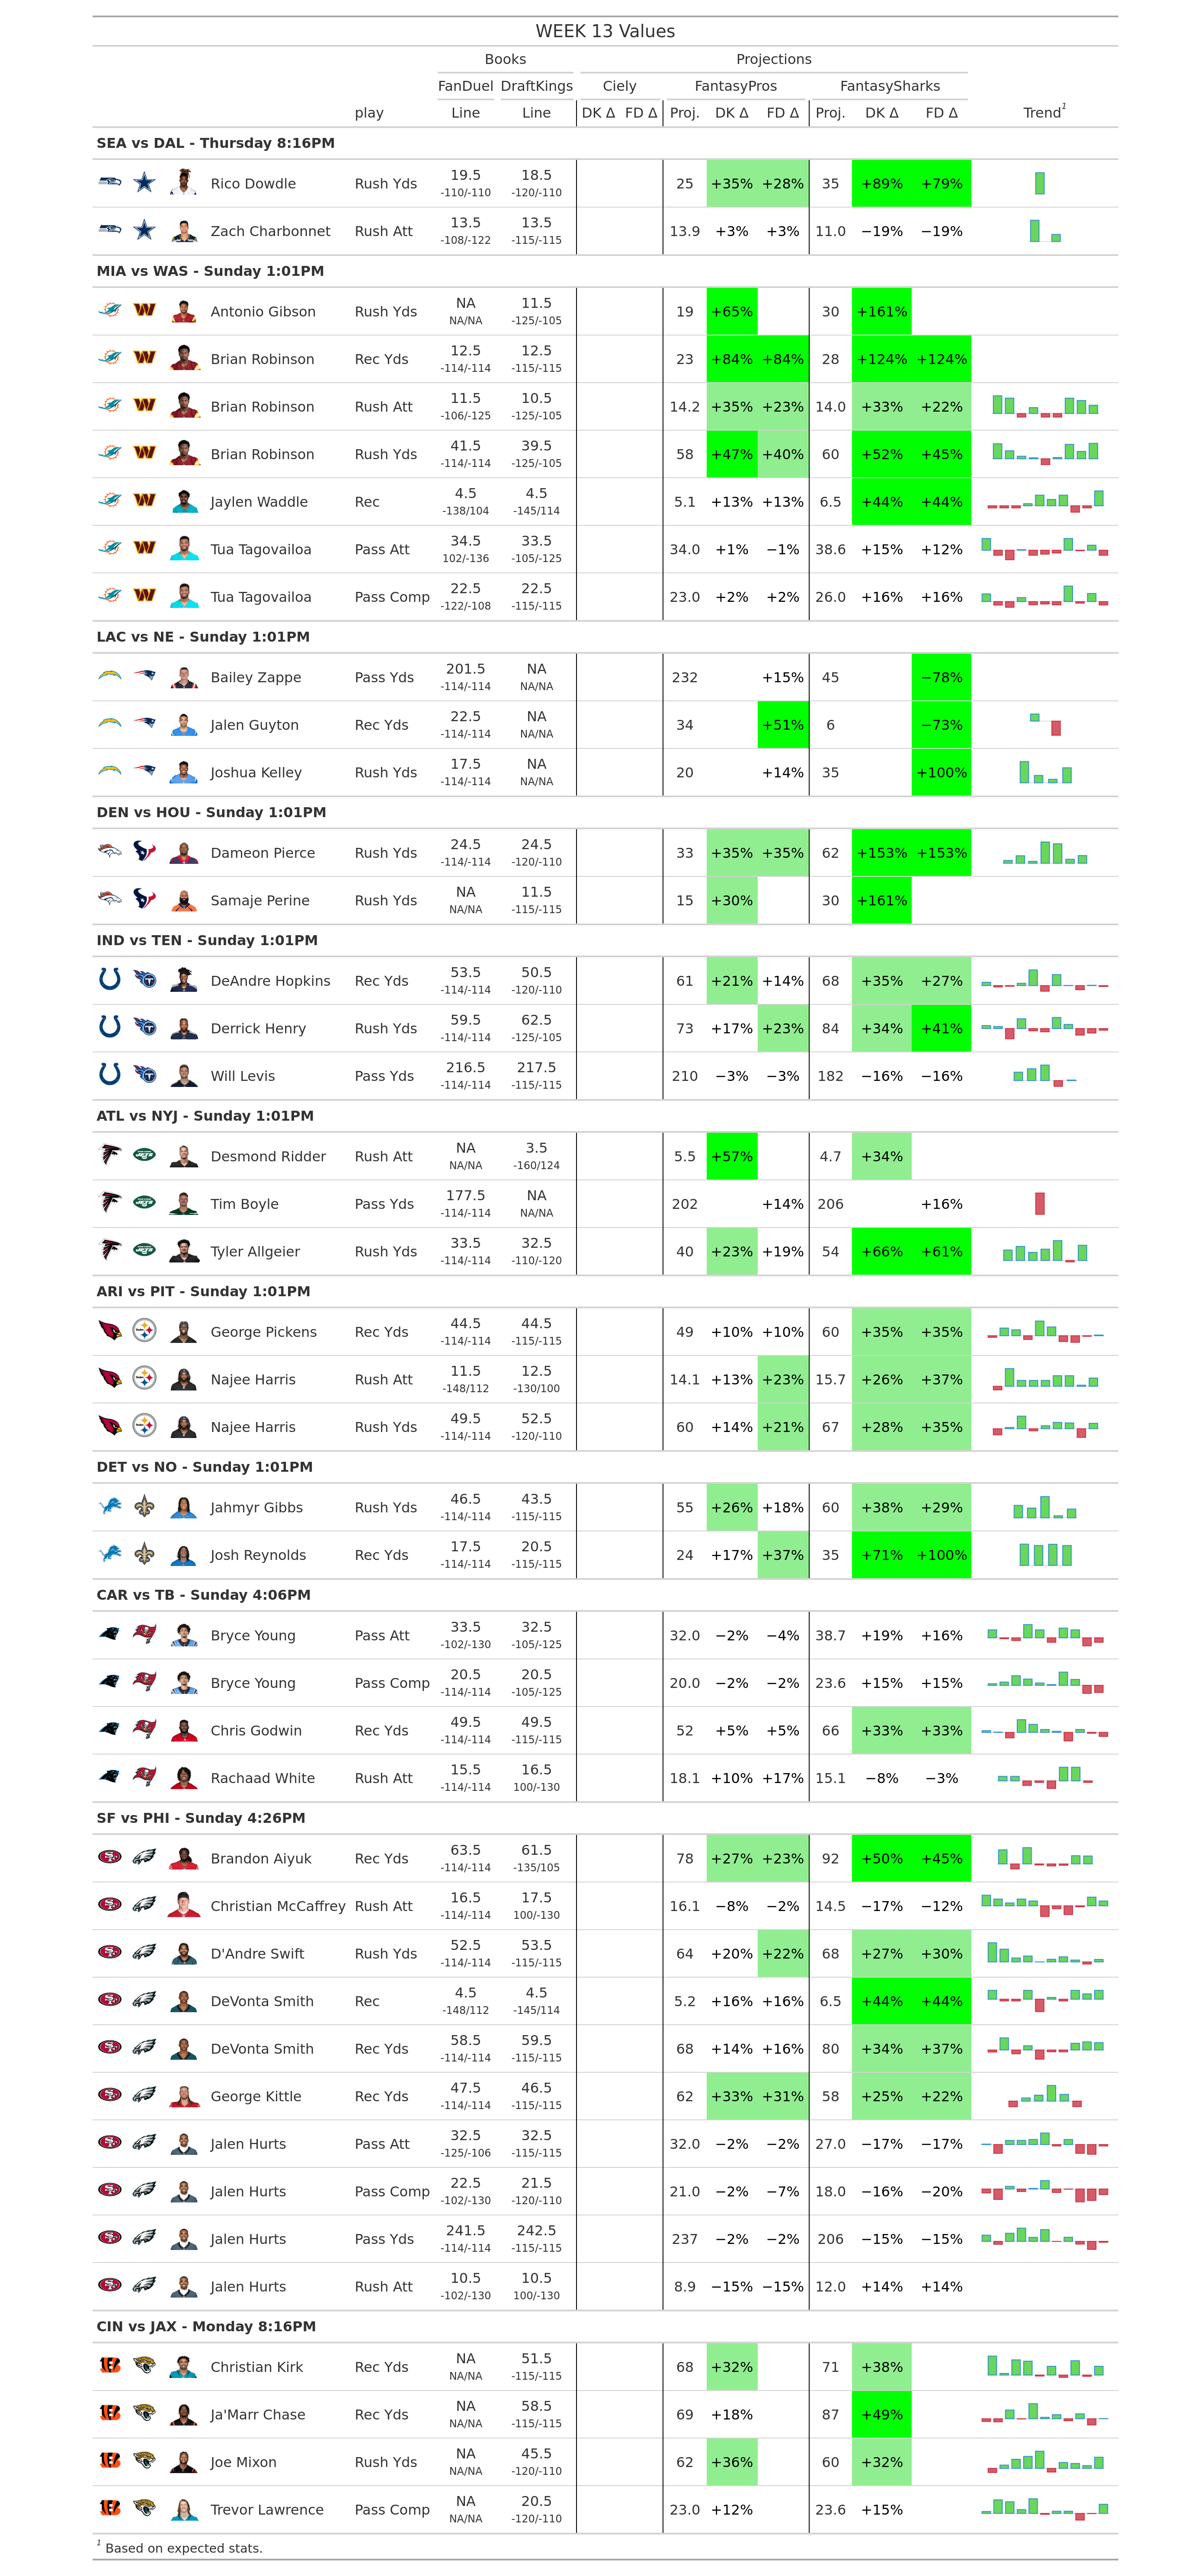 WEEK 13 Values
Books Projections
FanDuel DraftKings Ciely FantasyPros FantasySharks
play Line Line DK Δ FD Δ Proj. DK Δ FD Δ Proj. DK Δ FD Δ Trend1
SEA vs DAL - Thursday 8:16PM
Rico Dowdle Rush Yds 19.5 18.5 25 +35% +28% 35 +89% +79%
-110/-110 -120/-110
Zach Charbonnet Rush Att 13.5 13.5 13.9 +3% +3% 11.0 −19% −19%
-108/-122 -115/-115
MIA vs WAS - Sunday 1:01PM
Antonio Gibson Rush Yds NA 11.5 19 +65% 30 +161%
NA/NA -125/-105
Brian Robinson Rec Yds 12.5 12.5 23 +84% +84% 28 +124% +124%
-114/-114 -115/-115
Brian Robinson Rush Att 11.5 10.5 14.2 +35% +23% 14.0 +33% +22%
-106/-125 -125/-105
Brian Robinson Rush Yds 41.5 39.5 58 +47% +40% 60 +52% +45%
-114/-114 -125/-105
Jaylen Waddle Rec 4.5 4.5 5.1 +13% +13% 6.5 +44% +44%
-138/104 -145/114
Tua Tagovailoa Pass Att 34.5 33.5 34.0 +1% −1% 38.6 +15% +12%
102/-136 -105/-125
Tua Tagovailoa Pass Comp 22.5 22.5 23.0 +2% +2% 26.0 +16% +16%
-122/-108 -115/-115
LAC vs NE - Sunday 1:01PM
Bailey Zappe Pass Yds 201.5 NA 232 +15% 45 −78%
-114/-114 NA/NA
Jalen Guyton Rec Yds 22.5 NA 34 +51% 6 −73%
-114/-114 NA/NA
Joshua Kelley Rush Yds 17.5 NA 20 +14% 35 +100%
-114/-114 NA/NA
DEN vs HOU - Sunday 1:01PM
Dameon Pierce Rush Yds 24.5 24.5 33 +35% +35% 62 +153% +153%
-114/-114 -120/-110
Samaje Perine Rush Yds NA 11.5 15 +30% 30 +161%
NA/NA -115/-115
IND vs TEN - Sunday 1:01PM
DeAndre Hopkins Rec Yds 53.5 50.5 61 +21% +14% 68 +35% +27%
-114/-114 -120/-110
Derrick Henry Rush Yds 59.5 62.5 73 +17% +23% 84 +34% +41%
-114/-114 -125/-105
Will Levis Pass Yds 216.5 217.5 210 −3% −3% 182 −16% −16%
-114/-114 -115/-115
ATL vs NYJ - Sunday 1:01PM
Desmond Ridder Rush Att NA 3.5 5.5 +57% 4.7 +34%
NA/NA -160/124
Tim Boyle Pass Yds 177.5 NA 202 +14% 206 +16%
-114/-114 NA/NA
Tyler Allgeier Rush Yds 33.5 32.5 40 +23% +19% 54 +66% +61%
-114/-114 -110/-120
ARI vs PIT - Sunday 1:01PM
George Pickens Rec Yds 44.5 44.5 49 +10% +10% 60 +35% +35%
-114/-114 -115/-115
Najee Harris Rush Att 11.5 12.5 14.1 +13% +23% 15.7 +26% +37%
-148/112 -130/100
Najee Harris Rush Yds 49.5 52.5 60 +14% +21% 67 +28% +35%
-114/-114 -120/-110
DET vs NO - Sunday 1:01PM
Jahmyr Gibbs Rush Yds 46.5 43.5 55 +26% +18% 60 +38% +29%
-114/-114 -115/-115
Josh Reynolds Rec Yds 17.5 20.5 24 +17% +37% 35 +71% +100%
-114/-114 -115/-115
CAR vs TB - Sunday 4:06PM
Bryce Young Pass Att 33.5 32.5 32.0 −2% −4% 38.7 +19% +16%
-102/-130 -105/-125
Bryce Young Pass Comp 20.5 20.5 20.0 −2% −2% 23.6 +15% +15%
-114/-114 -105/-125
Chris Godwin Rec Yds 49.5 49.5 52 +5% +5% 66 +33% +33%
-114/-114 -115/-115
Rachaad White Rush Att 15.5 16.5 18.1 +10% +17% 15.1 −8% −3%
-114/-114 100/-130
SF vs PHI - Sunday 4:26PM
Brandon Aiyuk Rec Yds 63.5 61.5 78 +27% +23% 92 +50% +45%
-114/-114 -135/105
Christian McCaffrey Rush Att 16.5 17.5 16.1 −8% −2% 14.5 −17% −12%
-114/-114 100/-130
D'Andre Swift Rush Yds 52.5 53.5 64 +20% +22% 68 +27% +30%
-114/-114 -115/-115
DeVonta Smith Rec 4.5 4.5 5.2 +16% +16% 6.5 +44% +44%
-148/112 -145/114
DeVonta Smith Rec Yds 58.5 59.5 68 +14% +16% 80 +34% +37%
-114/-114 -115/-115
George Kittle Rec Yds 47.5 46.5 62 +33% +31% 58 +25% +22%
-114/-114 -115/-115
Jalen Hurts Pass Att 32.5 32.5 32.0 −2% −2% 27.0 −17% −17%
-125/-106 -115/-115
Jalen Hurts Pass Comp 22.5 21.5 21.0 −2% −7% 18.0 −16% −20%
-102/-130 -120/-110
Jalen Hurts Pass Yds 241.5 242.5 237 −2% −2% 206 −15% −15%
-114/-114 -115/-115
Jalen Hurts Rush Att 10.5 10.5 8.9 −15% −15% 12.0 +14% +14%
-102/-130 100/-130
CIN vs JAX - Monday 8:16PM
Christian Kirk Rec Yds NA 51.5 68 +32% 71 +38%
NA/NA -115/-115
Ja'Marr Chase Rec Yds NA 58.5 69 +18% 87 +49%
NA/NA -115/-115
Joe Mixon Rush Yds NA 45.5 62 +36% 60 +32%
NA/NA -120/-110
Trevor Lawrence Pass Comp NA 20.5 23.0 +12% 23.6 +15%
NA/NA -120/-110
1 Based on expected stats.